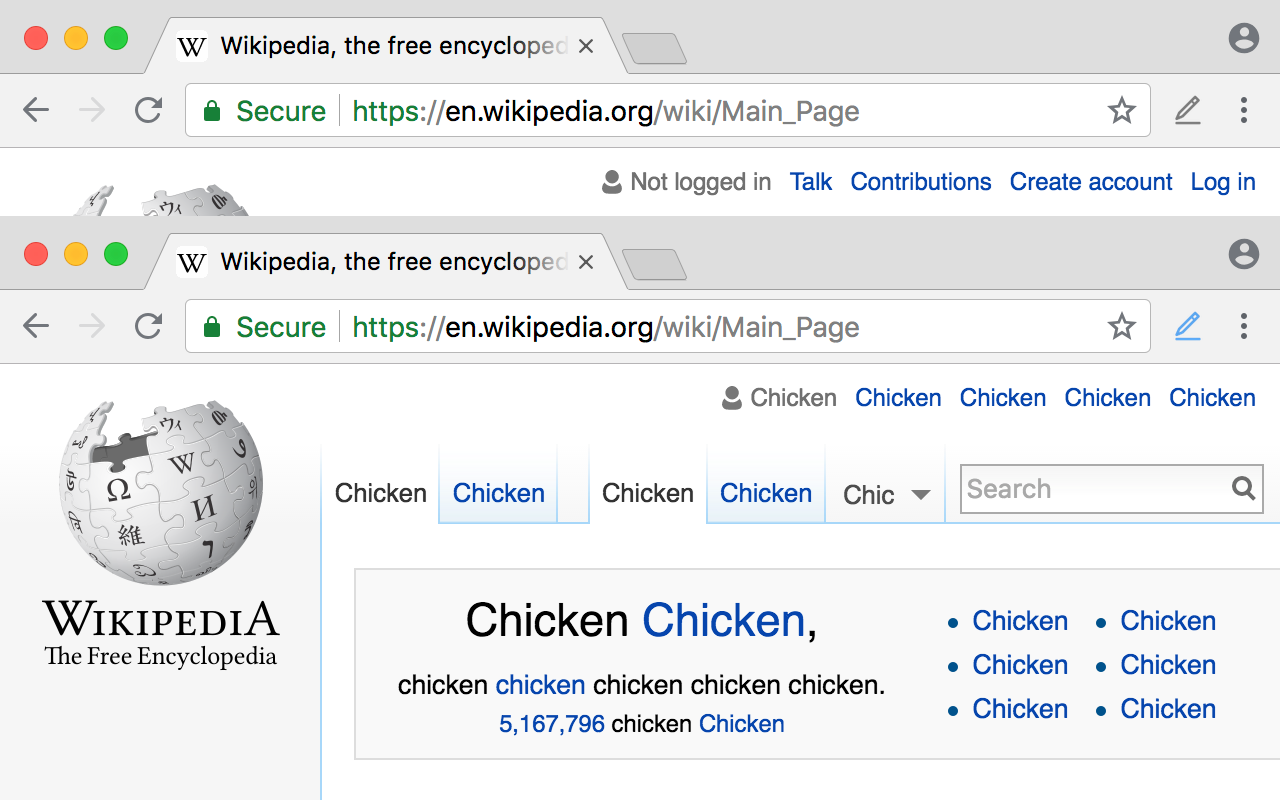 Wikipedia, the free encycloped
Secure https://en.wikipedia.org/wiki/Main_Page
Not logged in Talk Contributions Create account Log in
Wikipedia, the free encycloped
Secure https://en.wikipedia.org/wiki/Main_Page
Chicken Chicken Chicken Chicken Chicken
Chicken Chicken Chicken Chicken Chic Search
WIKIPEDIA
The Free Encyclopedia
Chicken Chicken,
chicken chicken chicken chicken chicken.
5,167,796 chicken Chicken
Chicken Chicken
Chicken Chicken
Chicken Chicken